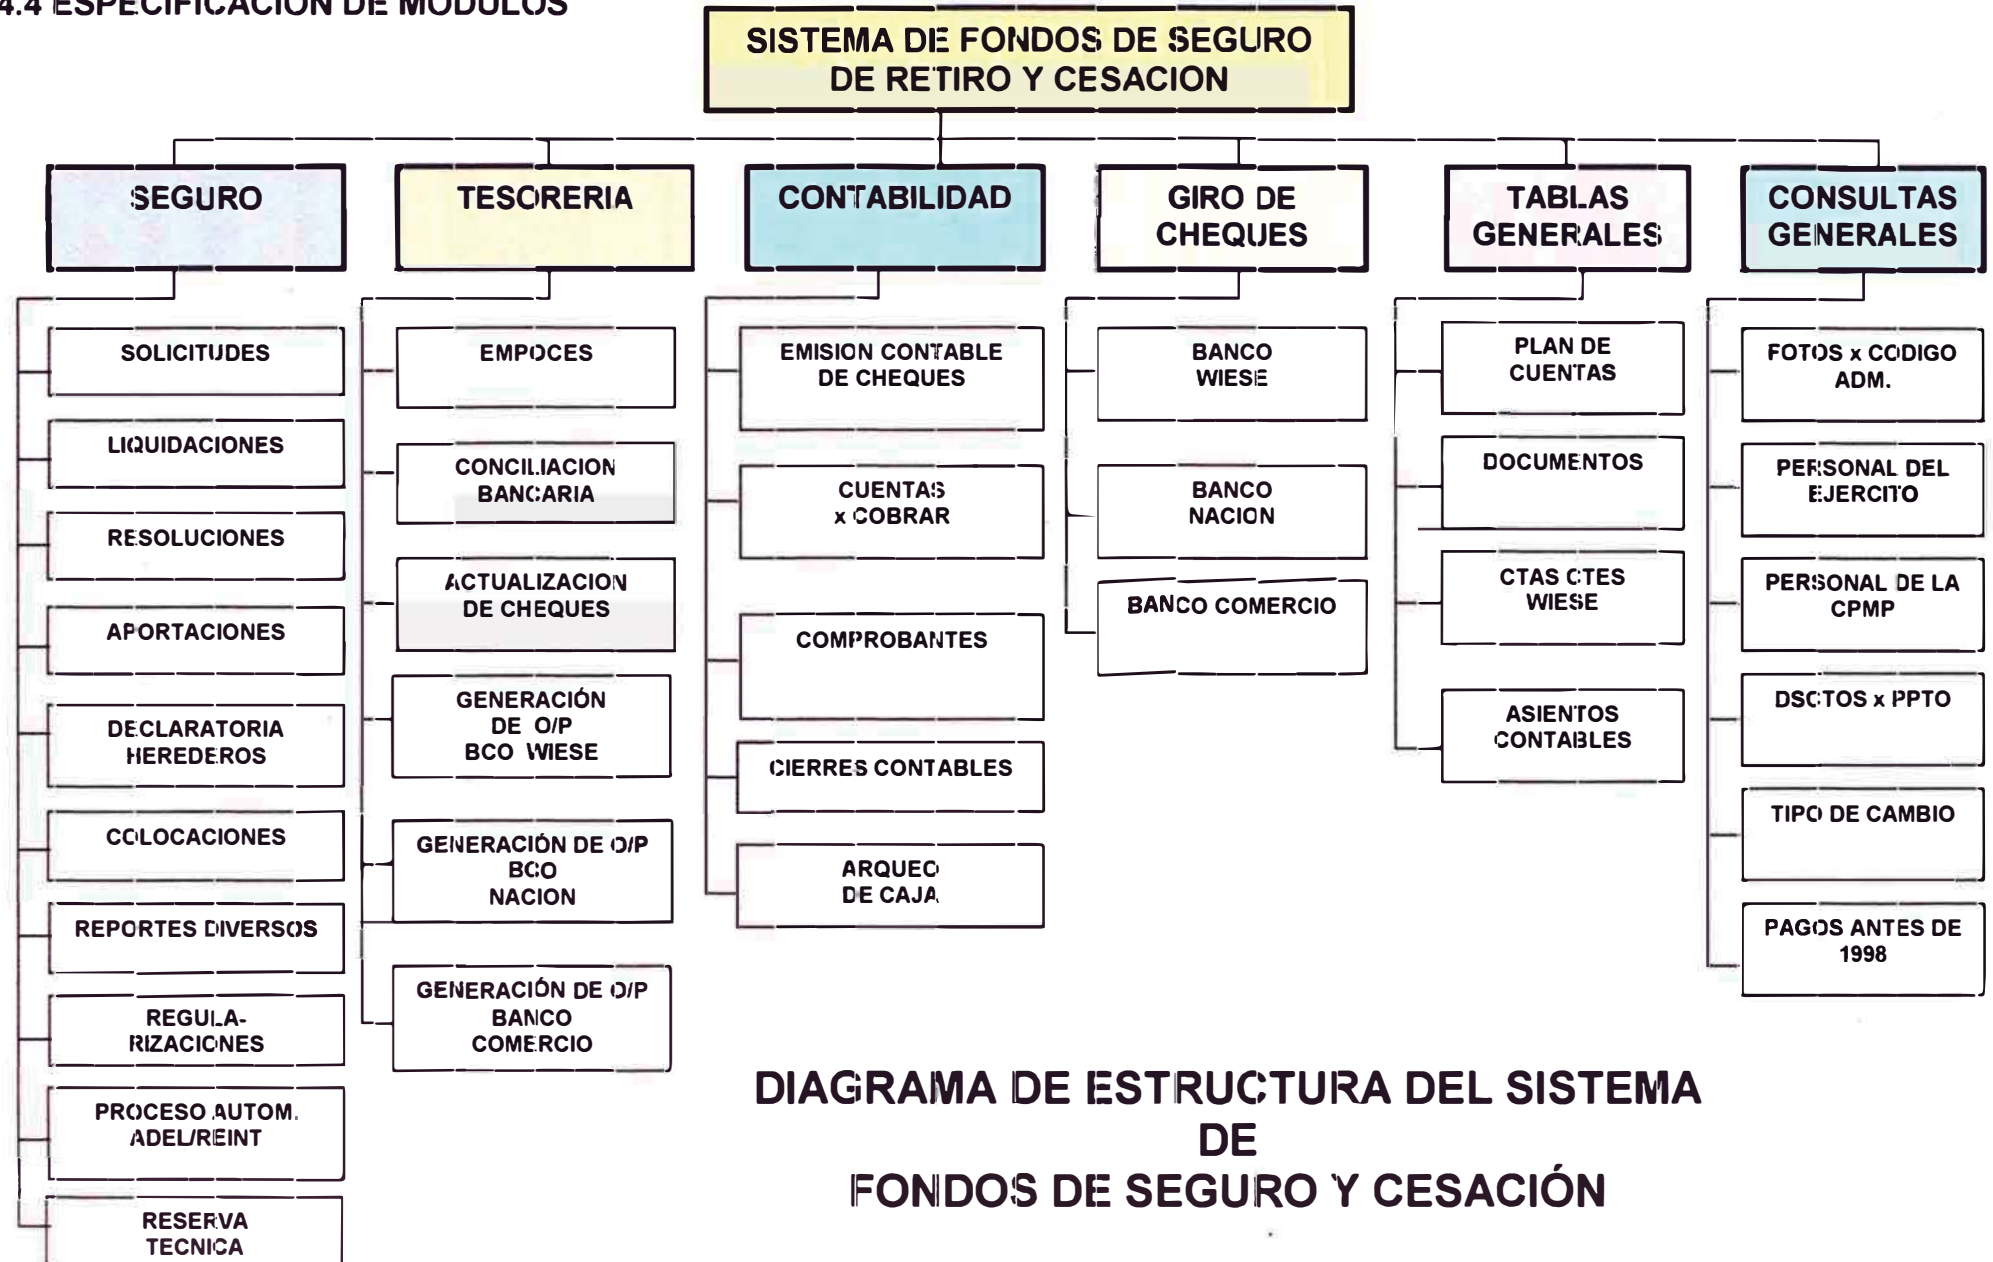 4.4 ESPECIFICACION DE MODULOS
SISTEMA DE FONDOS DE SEGURO
DE RETIRO Y CESACION
SEGURO
SOLICITUDES
LIQUIDACIONES
RESOLUCIONES
APORTACIONES
DECLARATORIA
HEREDEROS
COLOCACIONES
REPORTES DIVERSOS
REGULA-
RIZACIONES
PROCESO AUTOM.
ADEL/REINT
RESERVA
TECNICA
TESORERIA
EMPOCES
CONCILIACION
BANCARIA
ACTUALIZACION
DE CHEQUES
GENERACIÓN
DE O/P
BCO WIESE
GENERACIÓN DE O/P
BCO
NACION
GENERACIÓN DE O/P
BANCO
COMERCIO
CONTABILIDAD
EMISION CONTABLE
DE CHEQUES
CUENTAS
x COBRAR
COMPROBANTES
CIERRES CONTABLES
ARQUEO
DE CAJA
GIRO DE
CHEQUES
BANCO
WIESE
BANCO
NACION
BANCO COMERCIO
TABLAS
GENERALES
PLAN DE
CUENTAS
DOCUMENTOS
CTAS CTES
WIESE
ASIENTOS
CONTABLES
CONSULTAS
GENERALES
FOTOS x CODIGO
ADM.
PERSONAL DEL
EJERCITO
PERSONAL DE LA
CPMP
DSCTOS x PPTO
TIPO DE CAMBIO
PAGOS ANTES DE
1998
DIAGRAMA DE ESTRUCTURA DEL SISTEMA
DE
FONDOS DE SEGURO Y CESACIÓN